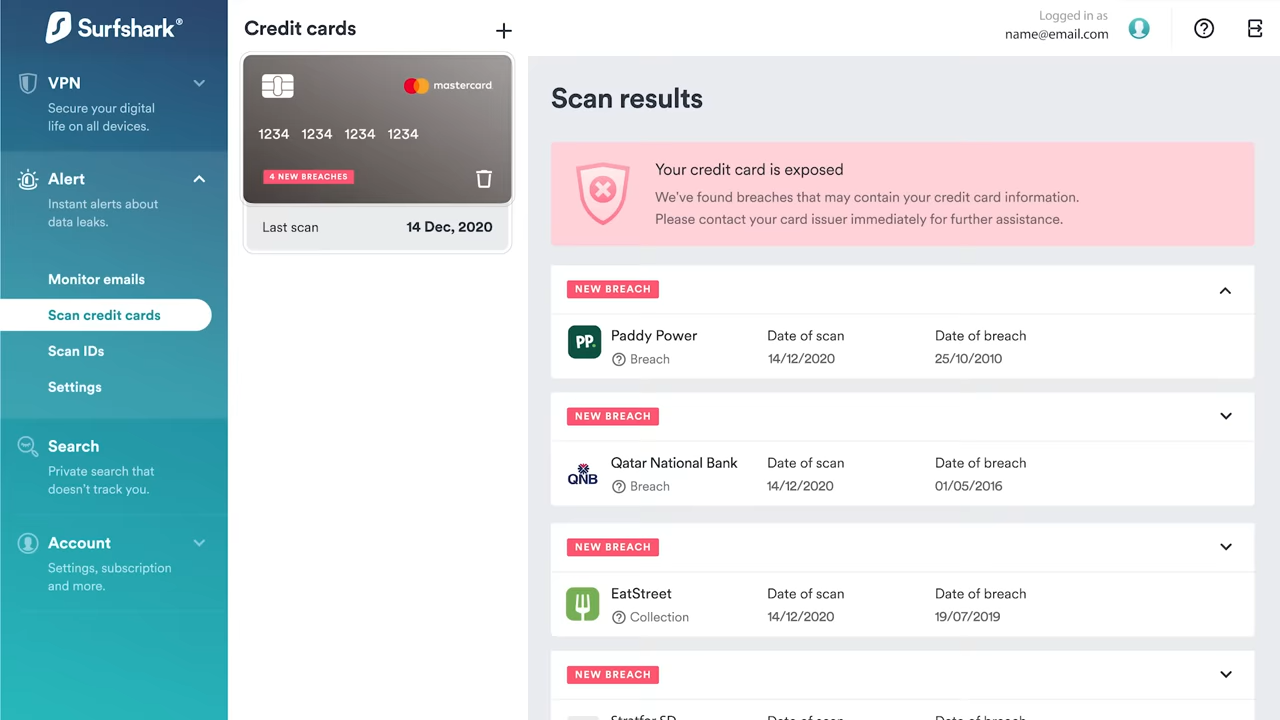 Surfshark®
VPN
Secure your digital
life on all devices.
Alert
Instant alerts about
data leaks.
Monitor emails
Scan credit cards
Scan IDs
Settings
Search
Private search that
doesn't track you.
Account
Settings, subscription
and more.
Credit cards
mastercard
1234 1234 1234 1234
4 NEW BREACHES
Last scan 14 Dec, 2020
Logged in as
name@email.com
Scan results
Your credit card is exposed
We've found breaches that may contain your credit card information.
Please contact your card issuer immediately for further assistance.
NEW BREACH
PP.
Paddy Power Date of scan Date of breach
Breach 14/12/2020 25/10/2010
NEW BREACH
QNB
Qatar National Bank Date of scan Date of breach
Breach 14/12/2020 01/05/2016
NEW BREACH
EatStreet Date of scan Date of breach
Collection 14/12/2020 19/07/2019
NEW BREACH
Date of scan Date of breach